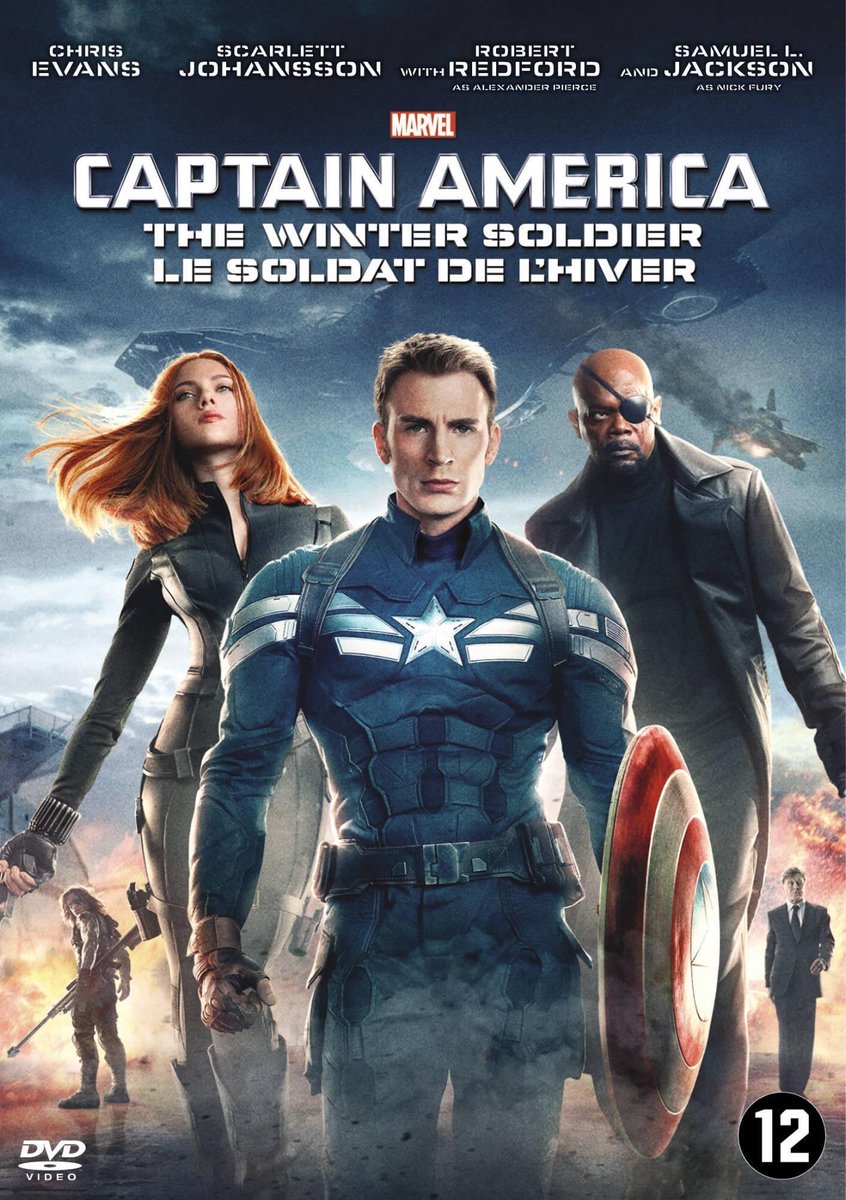 CHRIS EVANS
SCARLETT JOHANSSON
WITH ROBERT REDFORD
AS ALEXANDER PIERCE
AND SAMUEL L. JACKSON
AS NICK FURY
MARVEL
CAPTAIN AMERICA
THE WINTER SOLDIER
LE SOLDAT DE L'HIVER
DVD
VIDEO
12